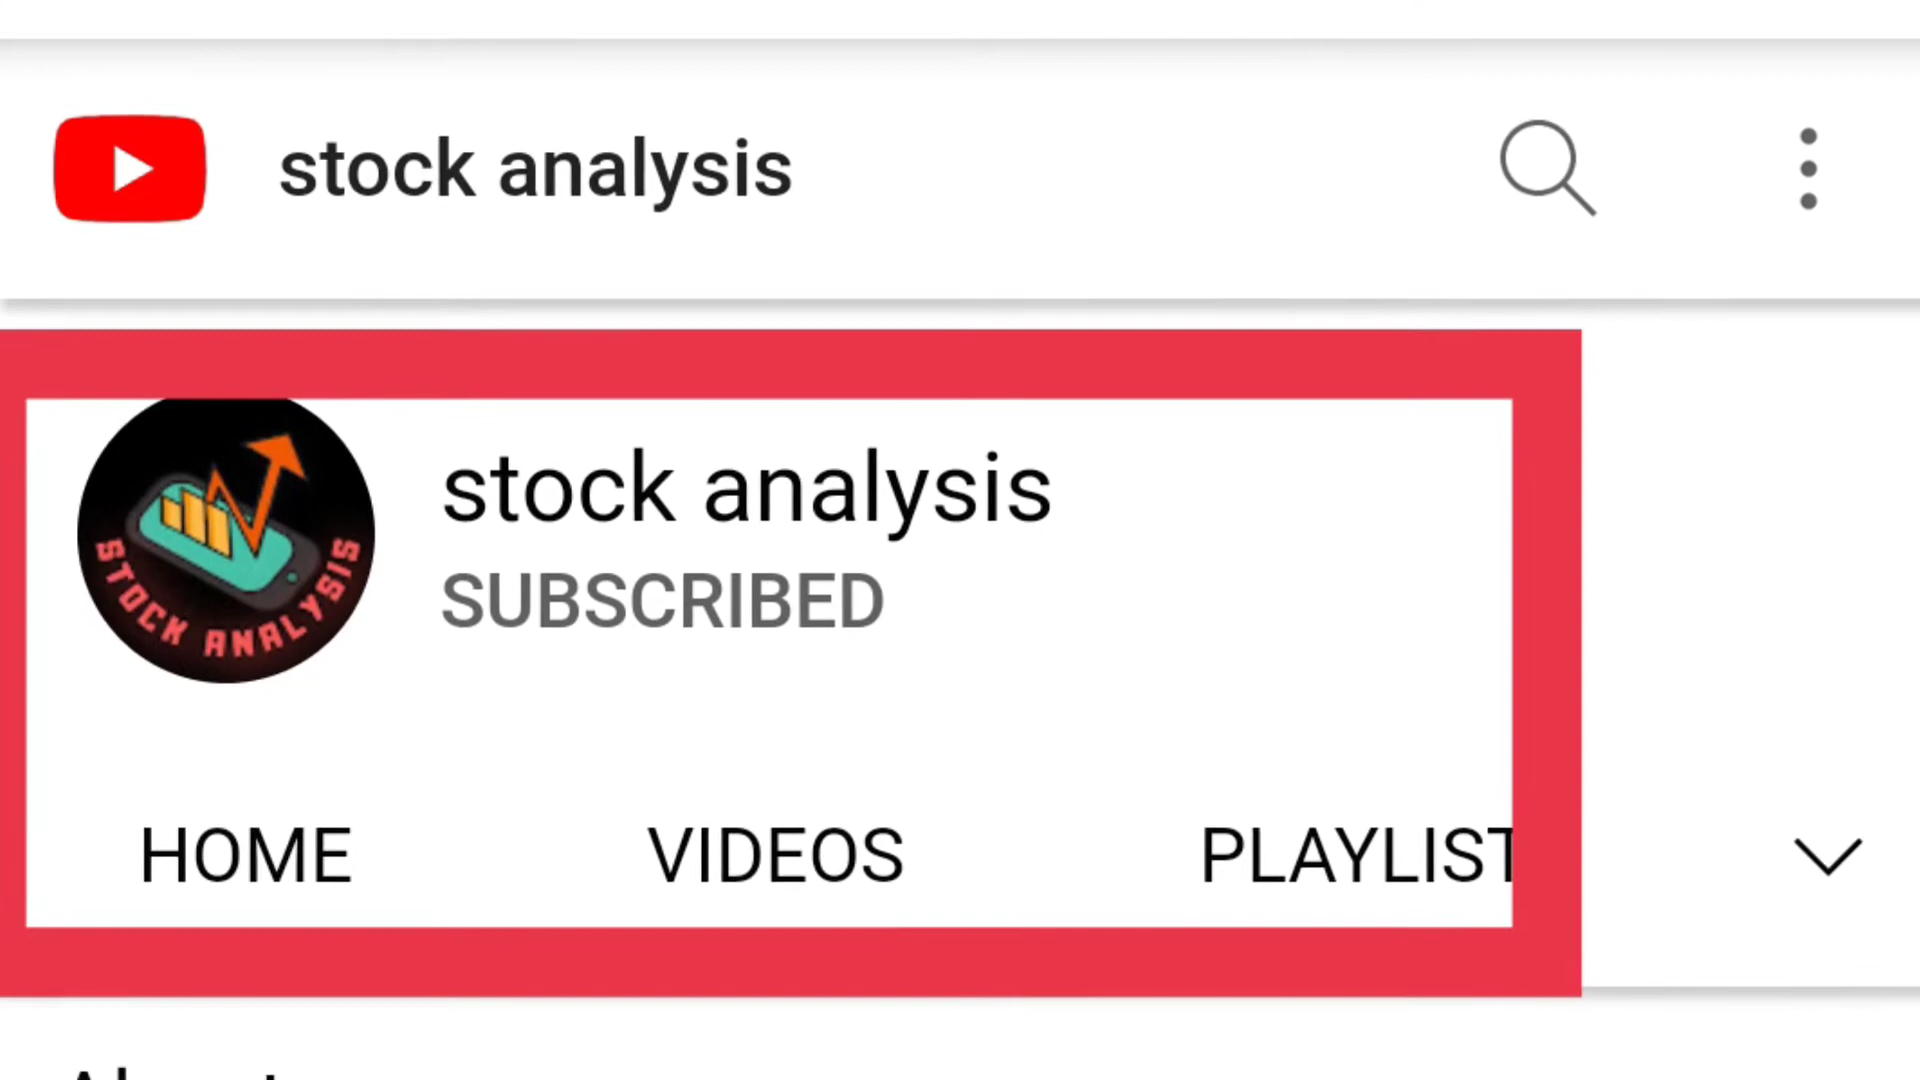 stock analysis
stock analysis
SUBSCRIBED
STOCK ANALYSIS
HOME VIDEOS PLAYLIST